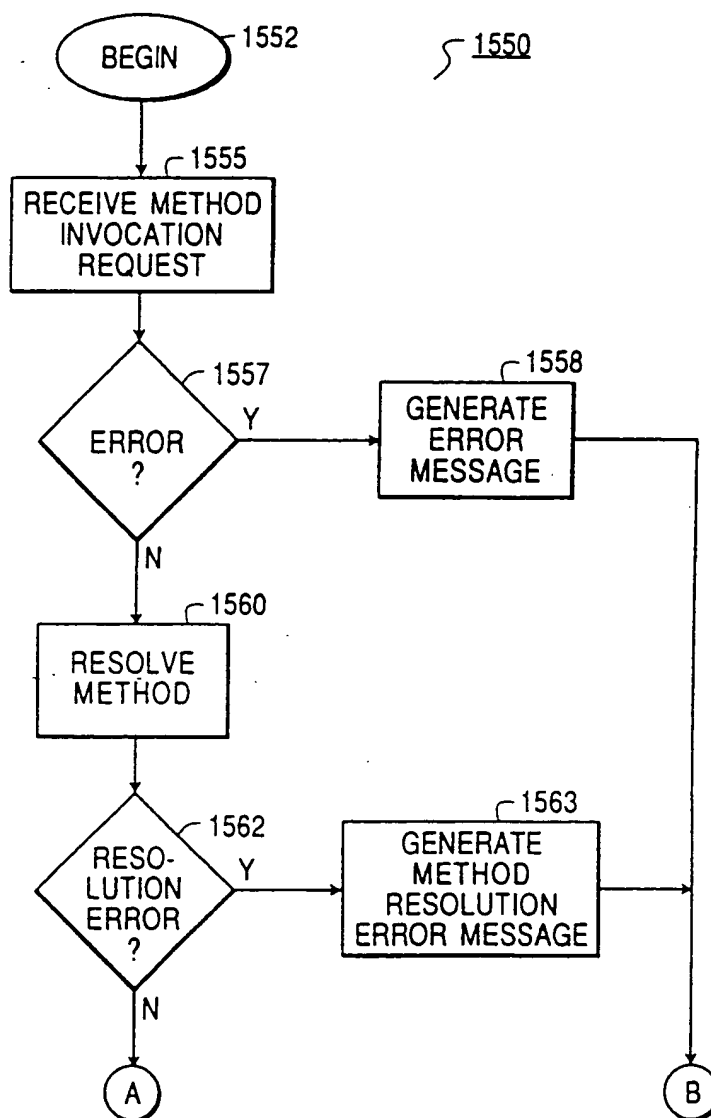 1550
1552
BEGIN
1555
RECEIVE METHOD
INVOCATION
REQUEST
1557
ERROR
?
Y
N
1558
GENERATE
ERROR
MESSAGE
1560
RESOLVE
METHOD
1562
RESO-
LUTION
ERROR
?
Y
N
1563
GENERATE
METHOD
RESOLUTION
ERROR MESSAGE
A
B